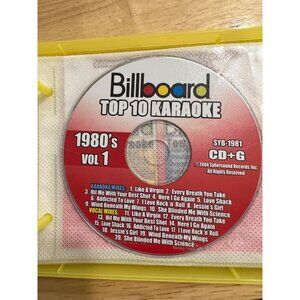 Billboard
TOP 10 KARAOKE
1980's
VOL 1
SYB-1981
CD+G
© 2004 Sybersound Records Inc.
All Rights Reserved
KARAOKE MIXES 1. Like A Virgin 2. Every Breath You Take
3. Hit Me With Your Best Shot 4. Here I Go Again 5. Love Shack
6. Addicted To Love 7. I Love Rock 'n' Roll 8. Jessie's Girl
9. Wind Beneath My Wings 10. She Blinded Me With Science
VOCAL MIXES 11. Like A Virgin 12. Every Breath You Take
13. Hit Me With Your Best Shot 14. Here I Go Again
15. Love Shack 16. Addicted To Love 17. I Love Rock 'n' Roll
18. Jessie's Girl 19. Wind Beneath My Wings
20. She Blinded Me With Science